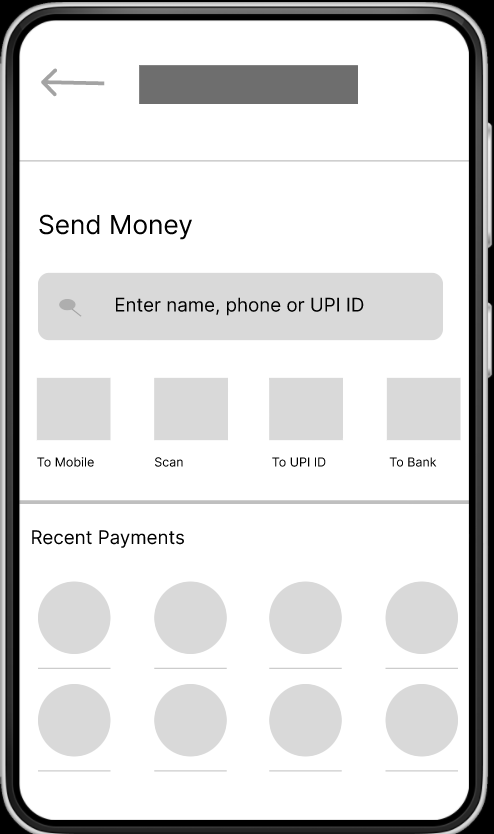 Send Money
Enter name, phone or UPI ID
To Mobile
Scan
To UPI ID
To Bank
Recent Payments